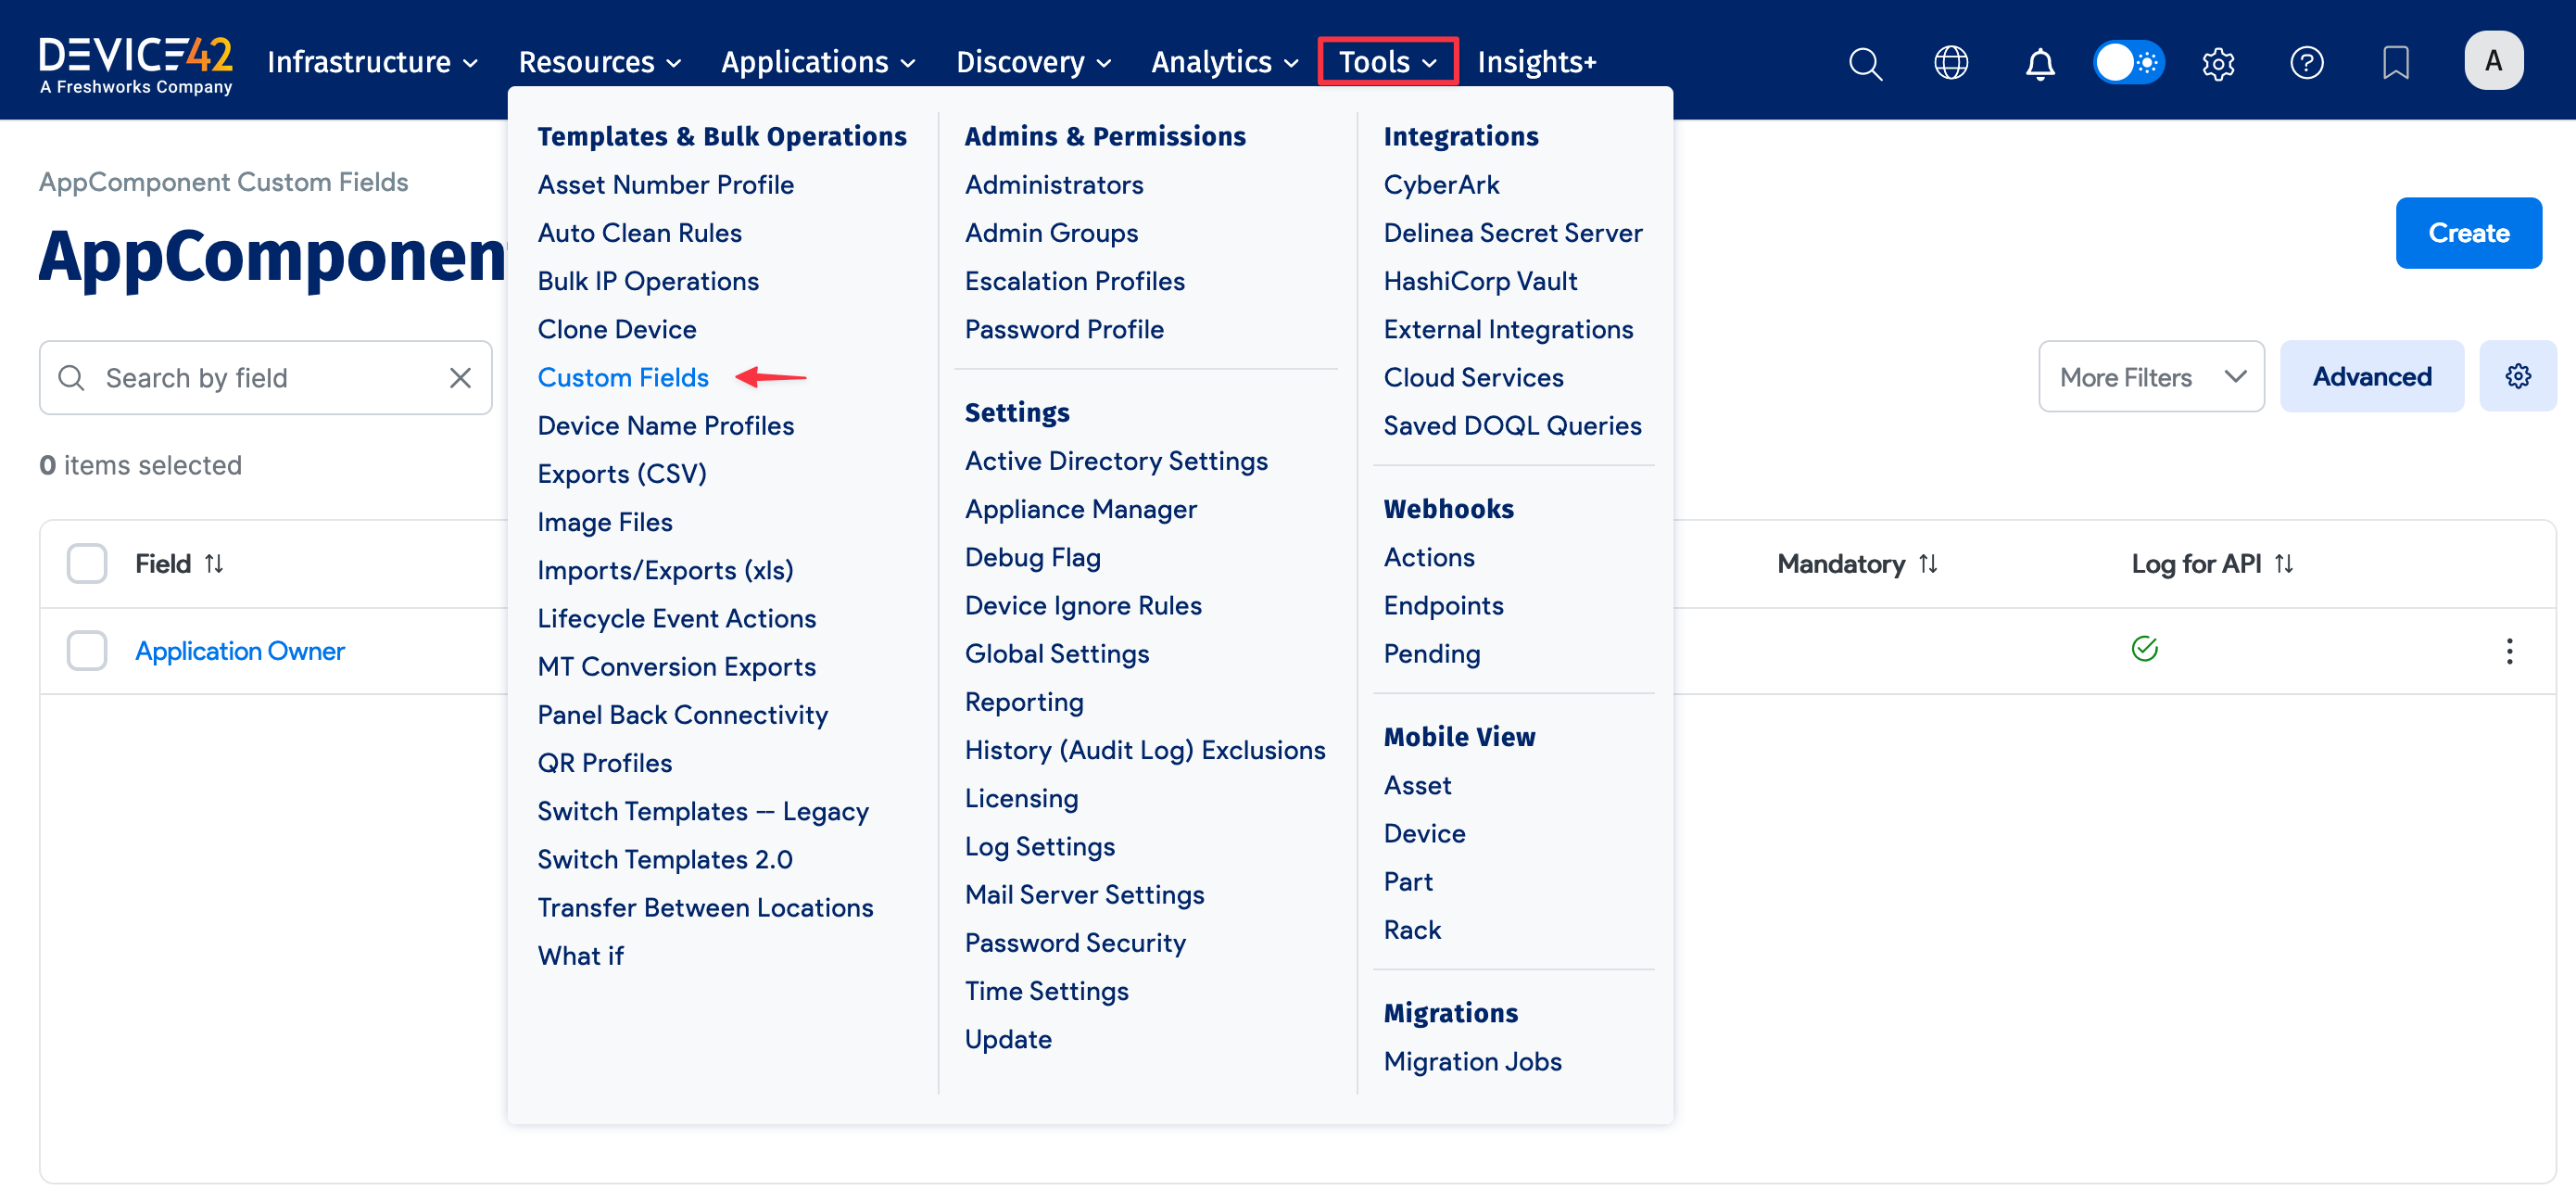 DEVICE42
A Freshworks Company
Infrastructure
Resources
Applications
Discovery
Analytics
Tools
Insights+
A
AppComponent Custom Fields
AppComponent
Create
Search by field
More Filters
Advanced
0 items selected
Field
Mandatory
Log for API
Application Owner
Templates & Bulk Operations
Asset Number Profile
Auto Clean Rules
Bulk IP Operations
Clone Device
Custom Fields
Device Name Profiles
Exports (CSV)
Image Files
Imports/Exports (xls)
Lifecycle Event Actions
MT Conversion Exports
Panel Back Connectivity
QR Profiles
Switch Templates -- Legacy
Switch Templates 2.0
Transfer Between Locations
What if
Admins & Permissions
Administrators
Admin Groups
Escalation Profiles
Password Profile
Settings
Active Directory Settings
Appliance Manager
Debug Flag
Device Ignore Rules
Global Settings
Reporting
History (Audit Log) Exclusions
Licensing
Log Settings
Mail Server Settings
Password Security
Time Settings
Update
Integrations
CyberArk
Delinea Secret Server
HashiCorp Vault
External Integrations
Cloud Services
Saved DOQL Queries
Webhooks
Actions
Endpoints
Pending
Mobile View
Asset
Device
Part
Rack
Migrations
Migration Jobs